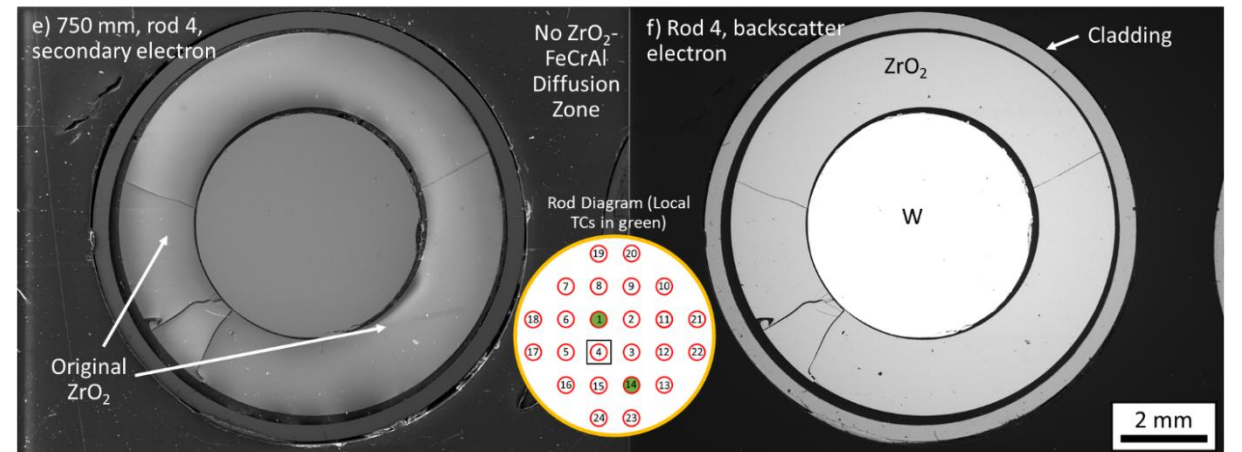 e) 750 mm, rod 4,
secondary electron
No ZrO₂-
FeCrAl
Diffusion
Zone
Original
ZrO₂
Rod Diagram (Local
TCs in green)
19 20
7 8 9 10
18 6 1 2 11 21
17 5 4 3 12 22
16 15 14 13
24 23
f) Rod 4, backscatter
electron
Cladding
ZrO₂
W
2 mm